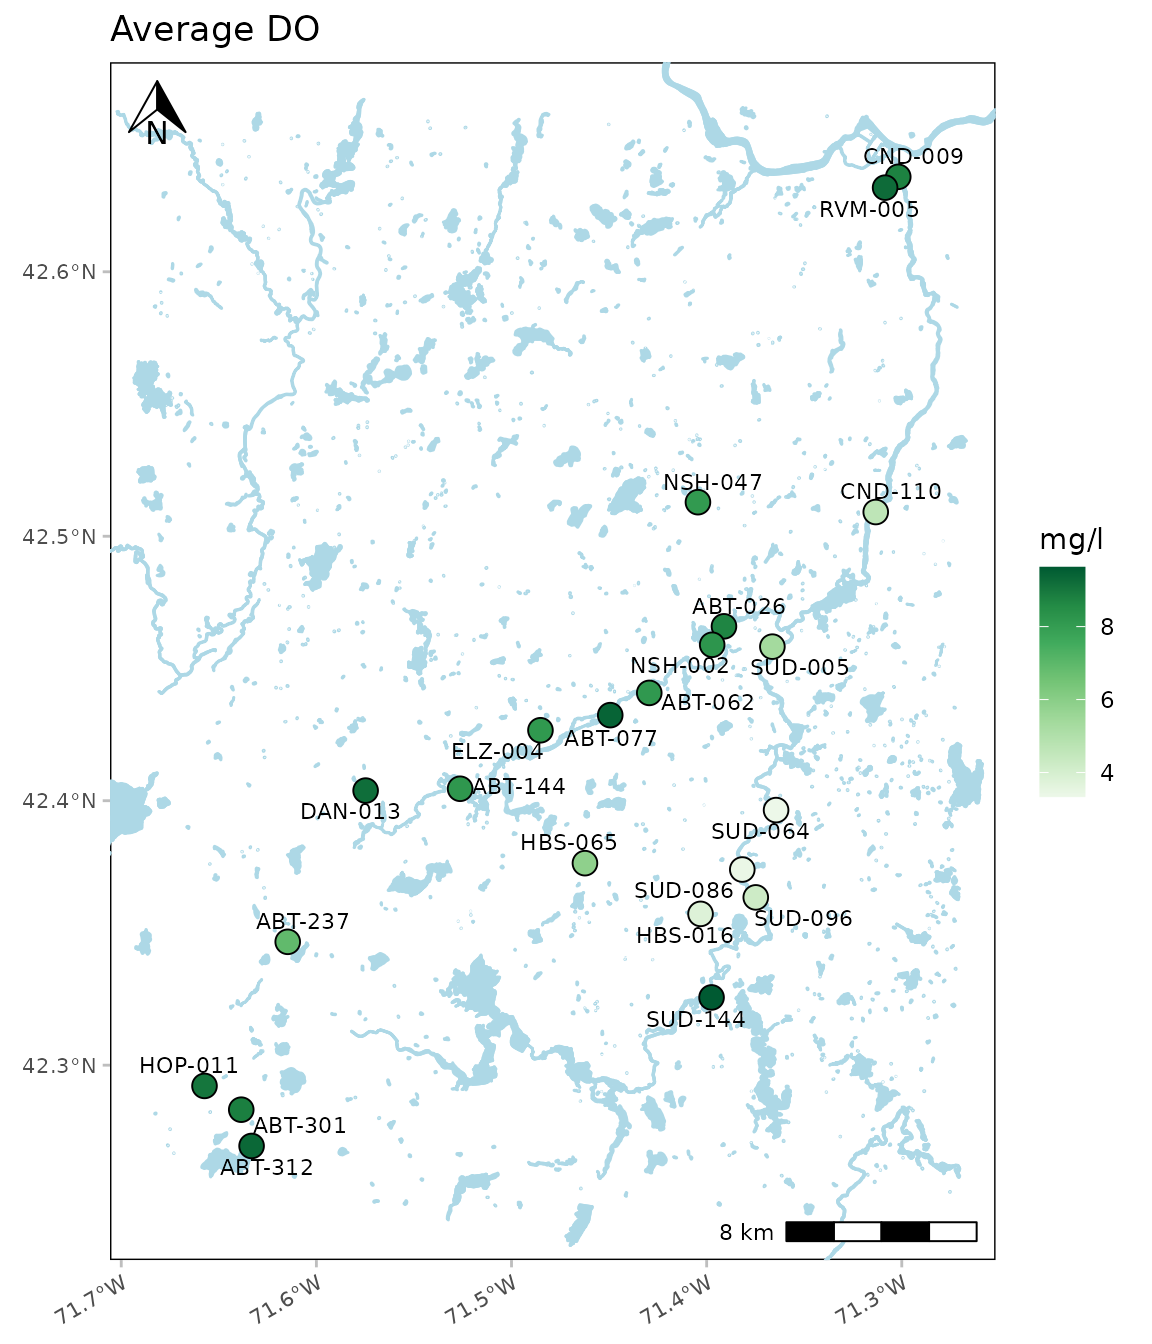 Average DO
N
CND-009
RVM-005
42.6°N
NSH-047
CND-110
42.5°N
mg/l
8
6
4
ABT-026
NSH-002
SUD-005
ABT-062
ABT-077
ELZ-004
ABT-144
42.4°N
DAN-013
SUD-064
HBS-065
SUD-086
SUD-096
ABT-237
HBS-016
SUD-144
42.3°N
HOP-011
ABT-301
ABT-312
8 km
71.7°W
71.6°W
71.5°W
71.4°W
71.3°W